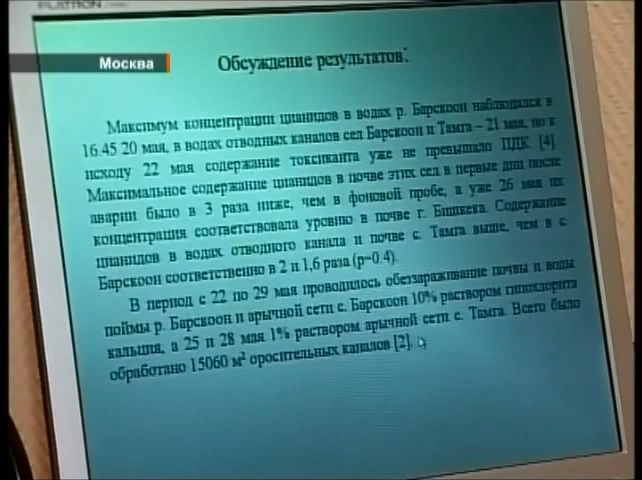 FLATRON
Москва
Обсуждение результатов:
Максимум концентрации цианидов в водах р. Барскоон наблюдался в
16.45 20 мая, в водах отводных каналов сел Барскоон и Тамга – 21 мая, но к
исходу 22 мая содержание токсиканта уже не превышало ПДК [4].
Максимальное содержание цианидов в почве этих сел в первые дни после
аварии было в 3 раза ниже, чем в фоновой пробе, а уже 26 мая их
концентрация соответствовала уровню в почве г. Бишкека. Содержание
цианидов в водах отводного канала и почве с. Тамга выше, чем в с.
Барскоон соответственно в 2 и 1,6 раза (р=0.4).
В период с 22 по 29 мая проводилось обеззараживание почвы и воды
поймы р. Барскоон и арычной сети с. Барскоон 10% раствором гипохлорита
кальция, а 25 и 28 мая 1% раствором арычной сети с. Тамга. Всего было
обработано 15060 м² оросительных каналов [2].